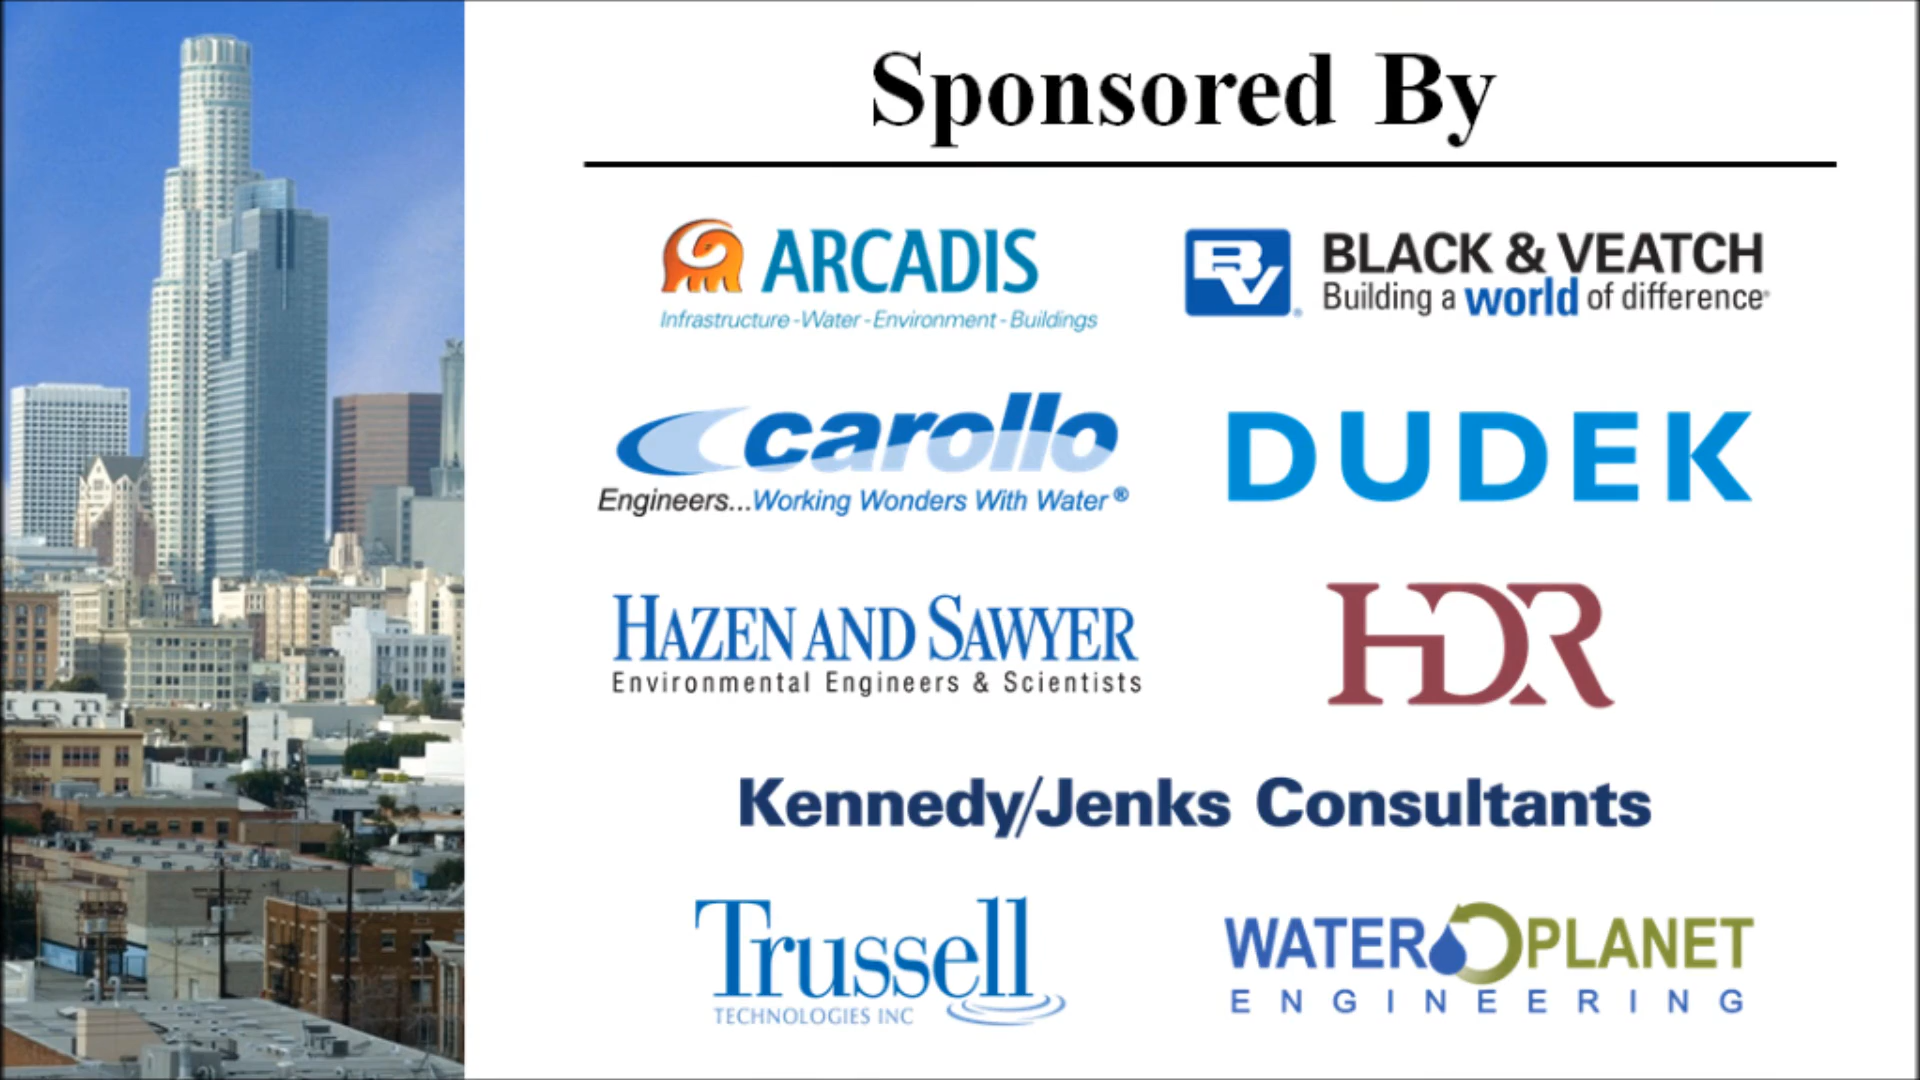 Sponsored By
ARCADIS
Infrastructure - Water - Environment - Buildings
BV
BLACK & VEATCH
Building a world of difference®
carollo
Engineers...Working Wonders With Water®
DUDEK
HAZEN AND SAWYER
Environmental Engineers & Scientists
HDR
Kennedy/Jenks Consultants
Trussell
TECHNOLOGIES INC
WATER PLANET
ENGINEERING